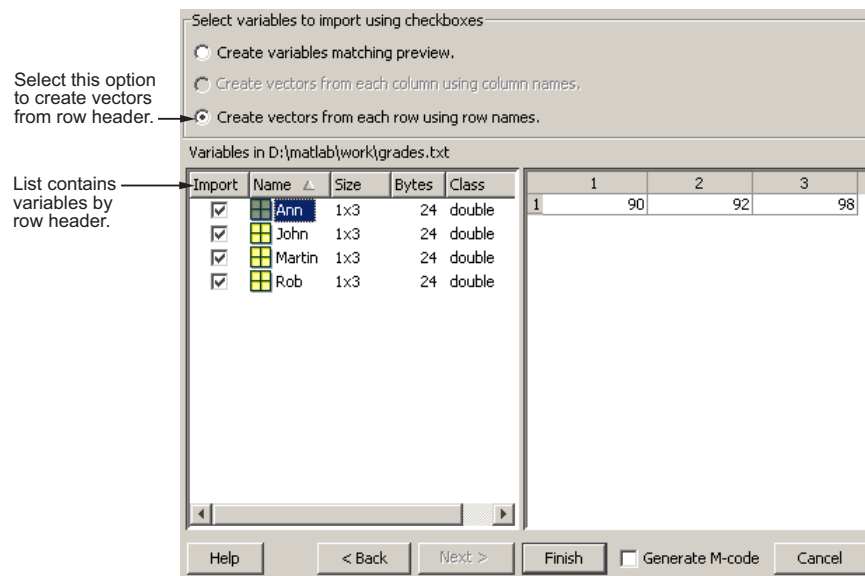 Select variables to import using checkboxes
Create variables matching preview.
Create vectors from each column using column names.
Select this option
to create vectors
from row header.
Create vectors from each row using row names.
Variables in D:\matlab\work\grades.txt
List contains
variables by
row header.
Import Name Size Bytes Class
Ann 1x3 24 double
John 1x3 24 double
Martin 1x3 24 double
Rob 1x3 24 double
1 2 3
1 90 92 98
Help < Back Next > Finish Generate M-code Cancel